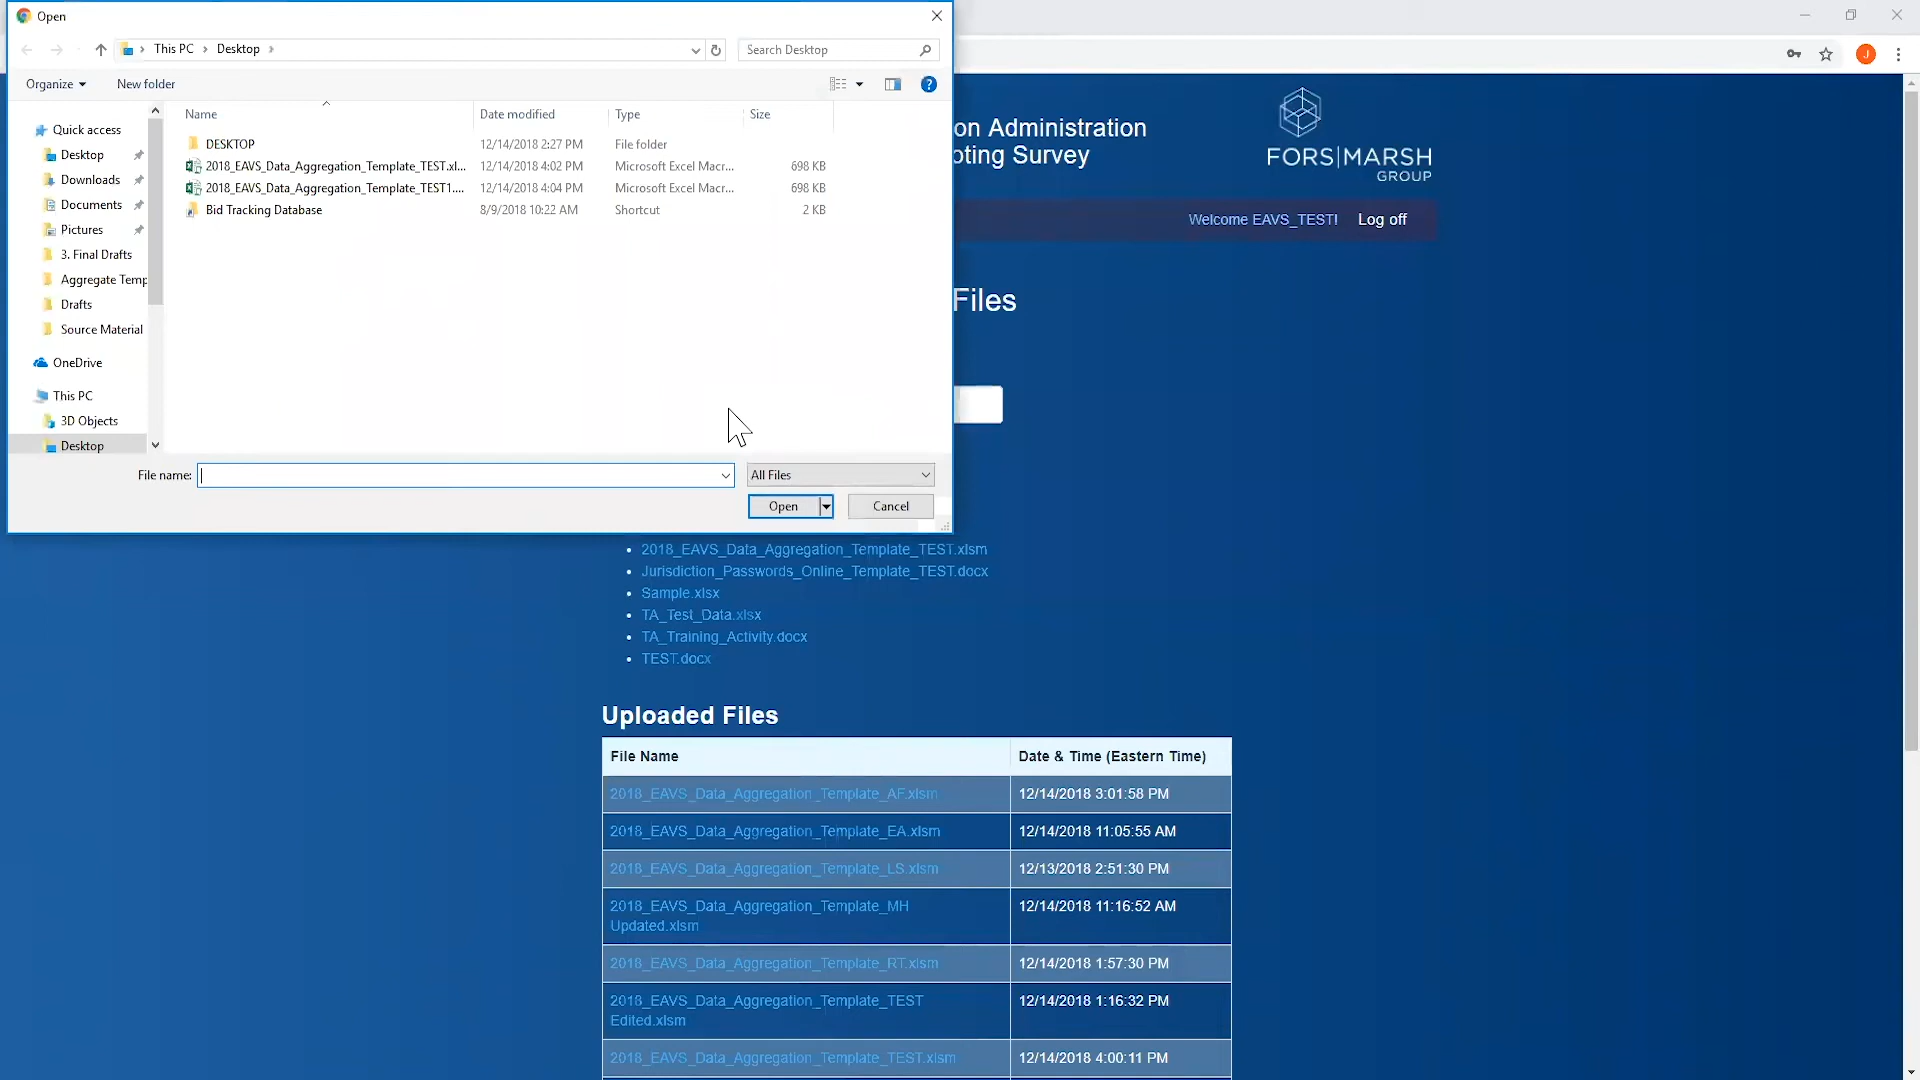 Open
This PC > Desktop >
Search Desktop
Organize
New folder
Name
Date modified
Type
Size
DESKTOP 12/14/2018 2:27 PM File folder
2018_EAVS_Data_Aggregation_Template_TEST.xl... 12/14/2018 4:02 PM Microsoft Excel Macr... 698 KB
2018_EAVS_Data_Aggregation_Template_TEST1.... 12/14/2018 4:04 PM Microsoft Excel Macr... 698 KB
Bid Tracking Database 8/9/2018 10:22 AM Shortcut 2 KB
Quick access
Desktop
Downloads
Documents
Pictures
3. Final Drafts
Aggregate Temp
Drafts
Source Material
OneDrive
This PC
3D Objects
Desktop
File name:
All Files
Open
Cancel
J
on Administration
oting Survey
FORS|MARSH
GROUP
Welcome EAVS_TEST! Log off
Files
2018_EAVS_Data_Aggregation_Template_TEST.xlsm
Jurisdiction_Passwords_Online_Template_TEST.docx
Sample.xlsx
TA_Test_Data.xlsx
TA_Training_Activity.docx
TEST.docx
Uploaded Files
File Name Date & Time (Eastern Time)
2018_EAVS_Data_Aggregation_Template_AF.xlsm 12/14/2018 3:01:58 PM
2018_EAVS_Data_Aggregation_Template_EA.xlsm 12/14/2018 11:05:55 AM
2018_EAVS_Data_Aggregation_Template_LS.xlsm 12/13/2018 2:51:30 PM
2018_EAVS_Data_Aggregation_Template_MH 12/14/2018 11:16:52 AM
Updated.xlsm
2018_EAVS_Data_Aggregation_Template_RT.xlsm 12/14/2018 1:57:30 PM
2018_EAVS_Data_Aggregation_Template_TEST 12/14/2018 1:16:32 PM
Edited.xlsm
2018_EAVS_Data_Aggregation_Template_TEST.xlsm 12/14/2018 4:00:11 PM